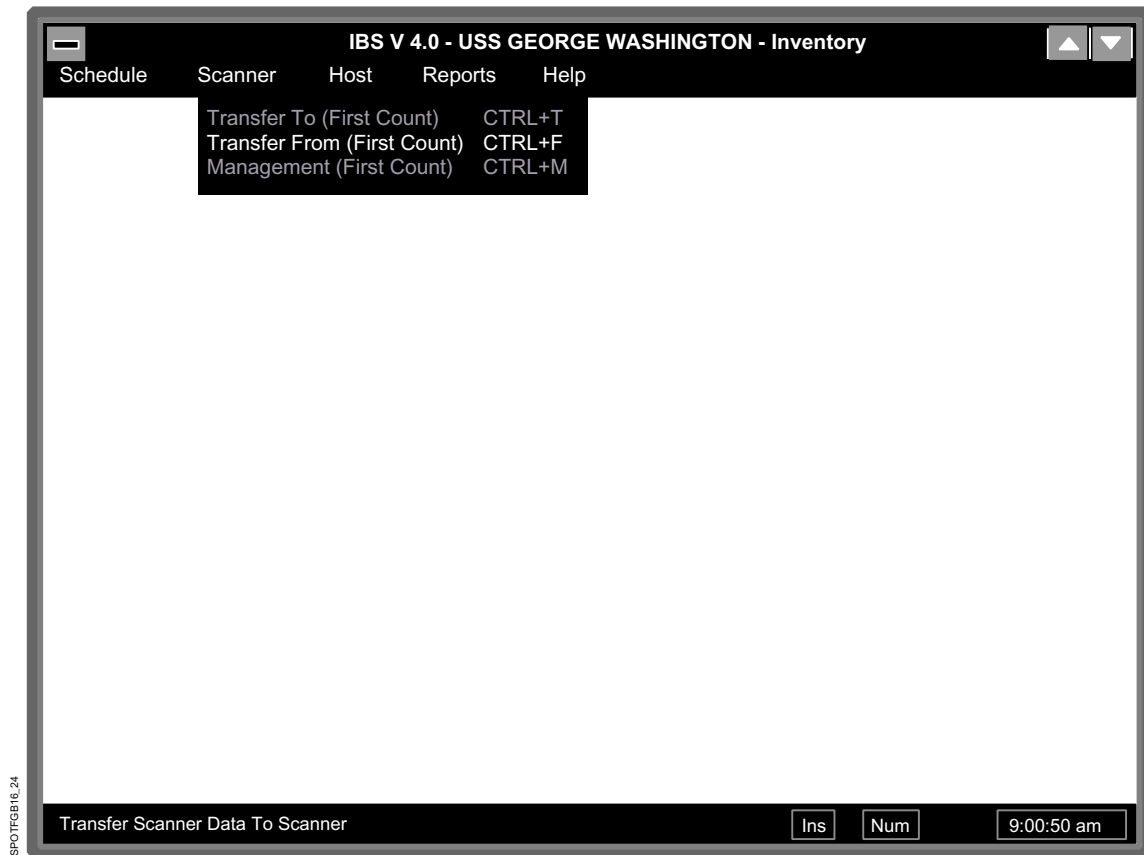 IBS V 4.0 - USS GEORGE WASHINGTON - Inventory
Schedule Scanner Host Reports Help
Transfer To (First Count) CTRL+T
Transfer From (First Count) CTRL+F
Management (First Count) CTRL+M
Transfer Scanner Data To Scanner Ins Num 9:00:50 am
SPOTFGB16_24